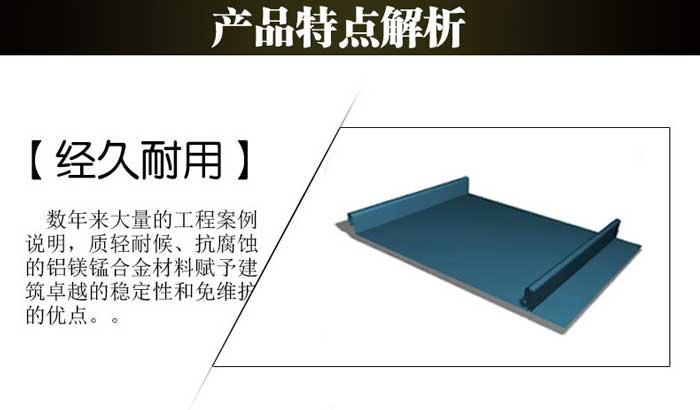 产品特点解析
【经久耐用】
数年来大量的工程案例
说明，质轻耐候、抗腐蚀
的铝镁锰合金材料赋予建
筑卓越的稳定性和免维护
的优点。。